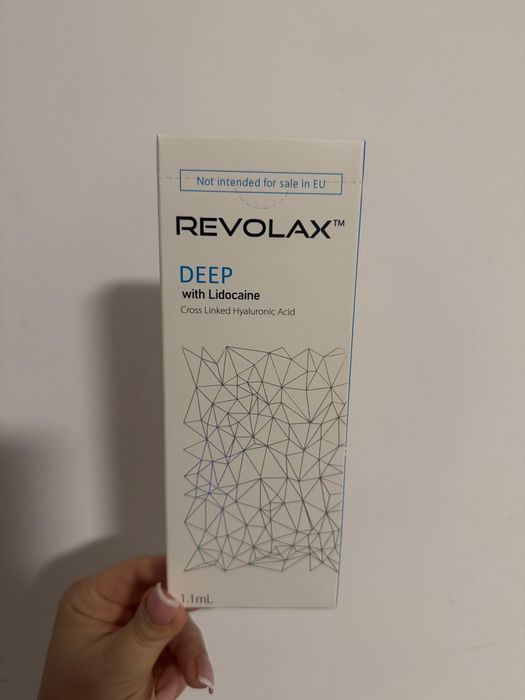 Not intended for sale in EU
REVOLAX™
DEEP
with Lidocaine
Cross Linked Hyaluronic Acid
1.1mL